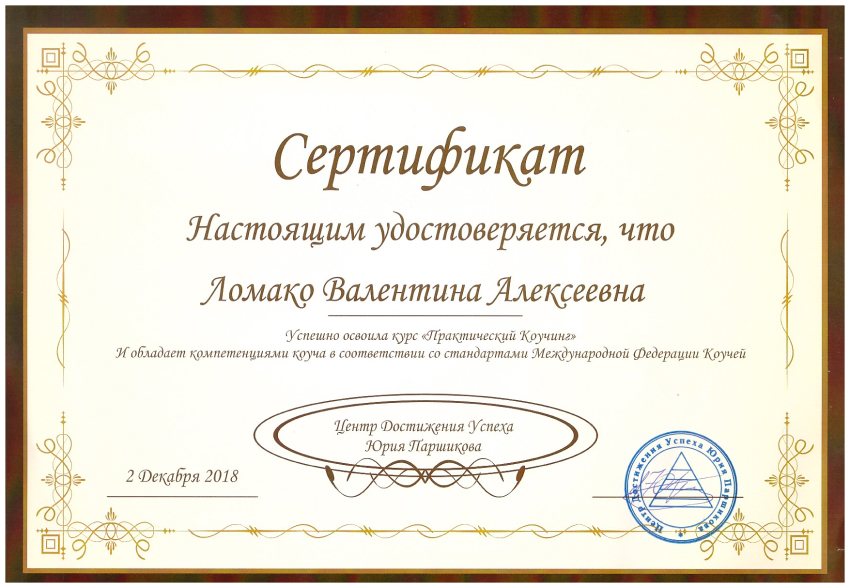 Сертификат
Настоящим удостоверяется, что
Ломако Валентина Алексеевна
Успешно освоила курс «Практический Коучинг»
И обладает компетенциями коуча в соответствии со стандартами Международной Федерации Коучей
Центр Достижения Успеха
Юрия Паршикова
2 Декабря 2018
Центр Достижения Успеха Юрия Паршикова